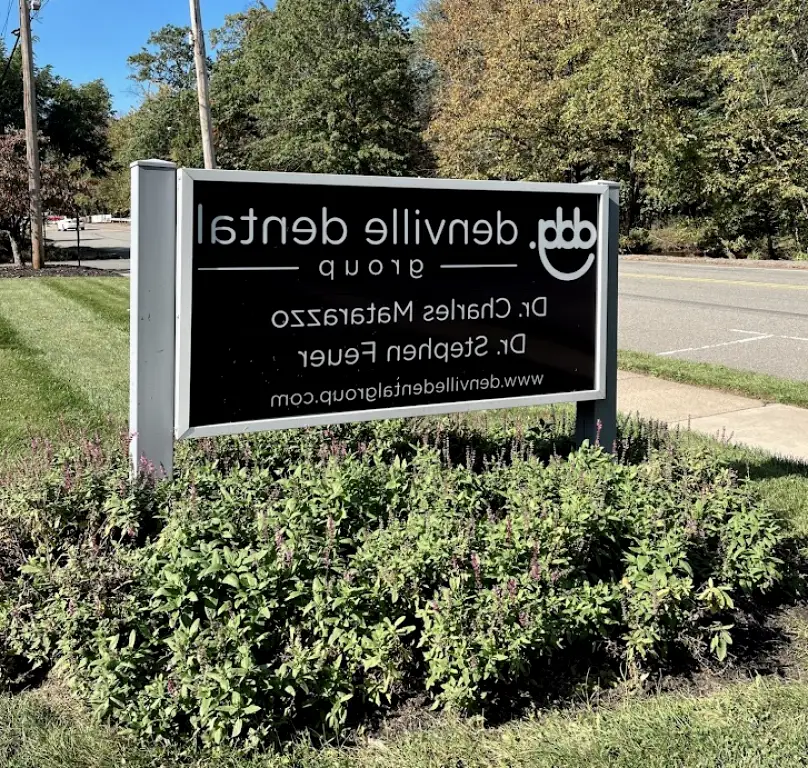 ddg. denville dental
group
Dr. Charles Matarazzo
Dr. Stephen Feuer
www.denvilledentalgroup.com